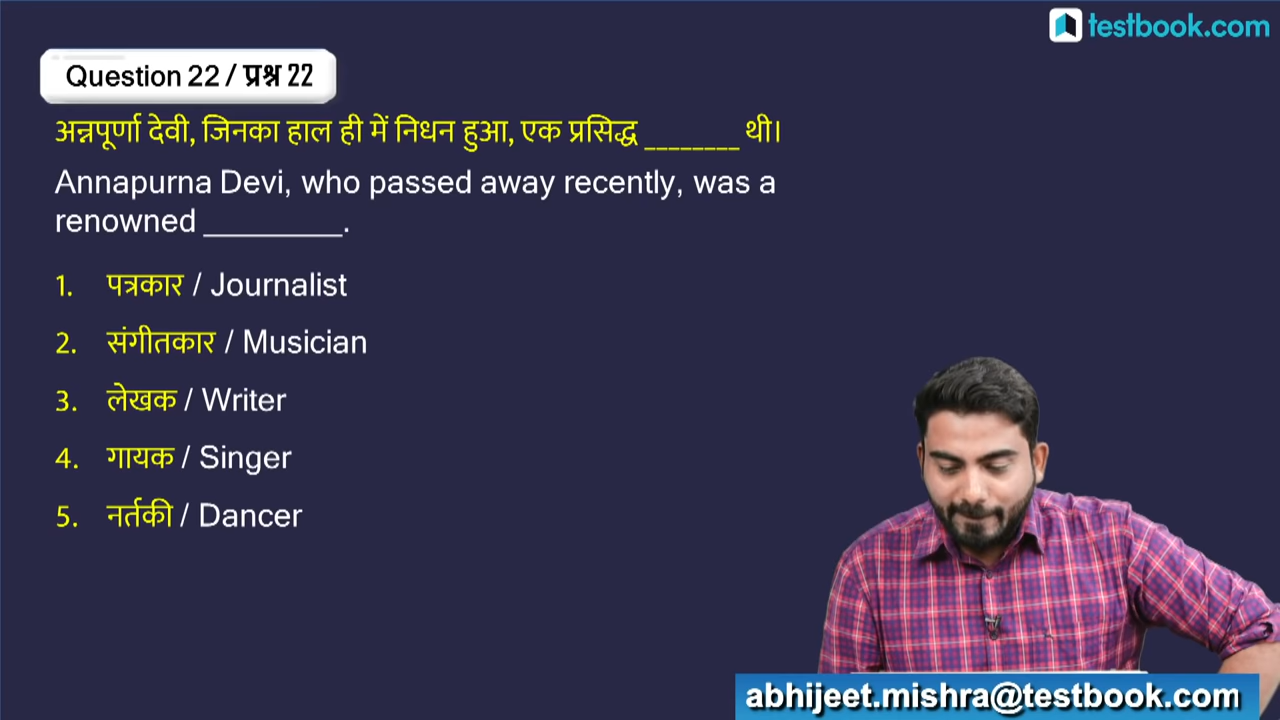 testbook.com
Question 22 / प्रश्न 22
अन्नपूर्णा देवी, जिनका हाल ही में निधन हुआ, एक प्रसिद्ध ________ थी।
Annapurna Devi, who passed away recently, was a
renowned ________.
1. पत्रकार / Journalist
2. संगीतकार / Musician
3. लेखक / Writer
4. गायक / Singer
5. नर्तकी / Dancer
abhijeet.mishra@testbook.com